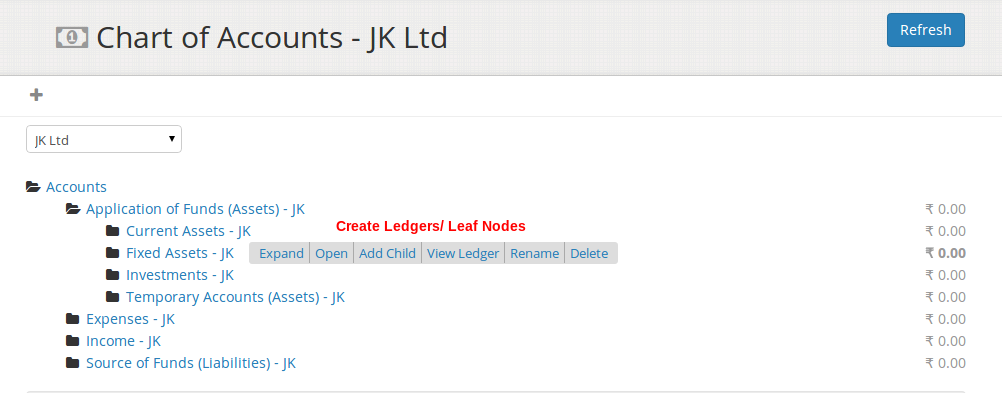 Chart of Accounts - JK Ltd
Refresh
JK Ltd
Accounts
Application of Funds (Assets) - JK ₹ 0.00
Create Ledgers/ Leaf Nodes
Current Assets - JK ₹ 0.00
Fixed Assets - JK Expand Open Add Child View Ledger Rename Delete ₹ 0.00
Investments - JK ₹ 0.00
Temporary Accounts (Assets) - JK ₹ 0.00
Expenses - JK ₹ 0.00
Income - JK ₹ 0.00
Source of Funds (Liabilities) - JK ₹ 0.00